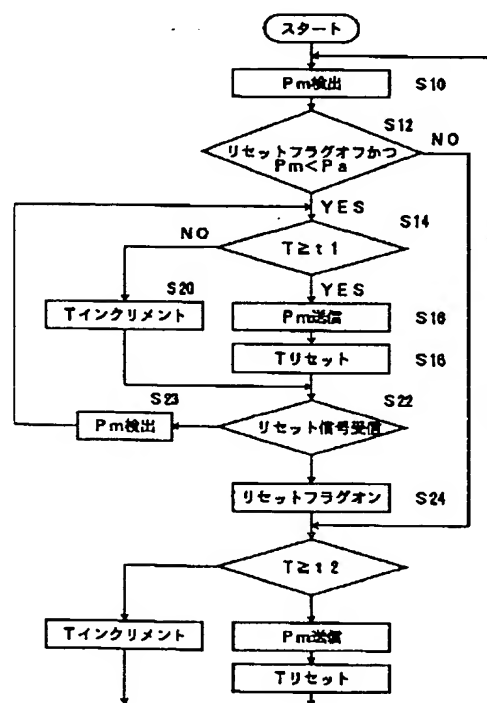 スタート
Pm検出
S10
S12
リセットフラグオフかつ
Pm<Pa
NO
YES
S14
NO
T≧t1
YES
S20
Tインクリメント
Pm送信
S16
Tリセット
S16
S23
S22
Pm検出
リセット信号受信
リセットフラグオン
S24
T≧t2
Tインクリメント
Pm送信
Tリセット